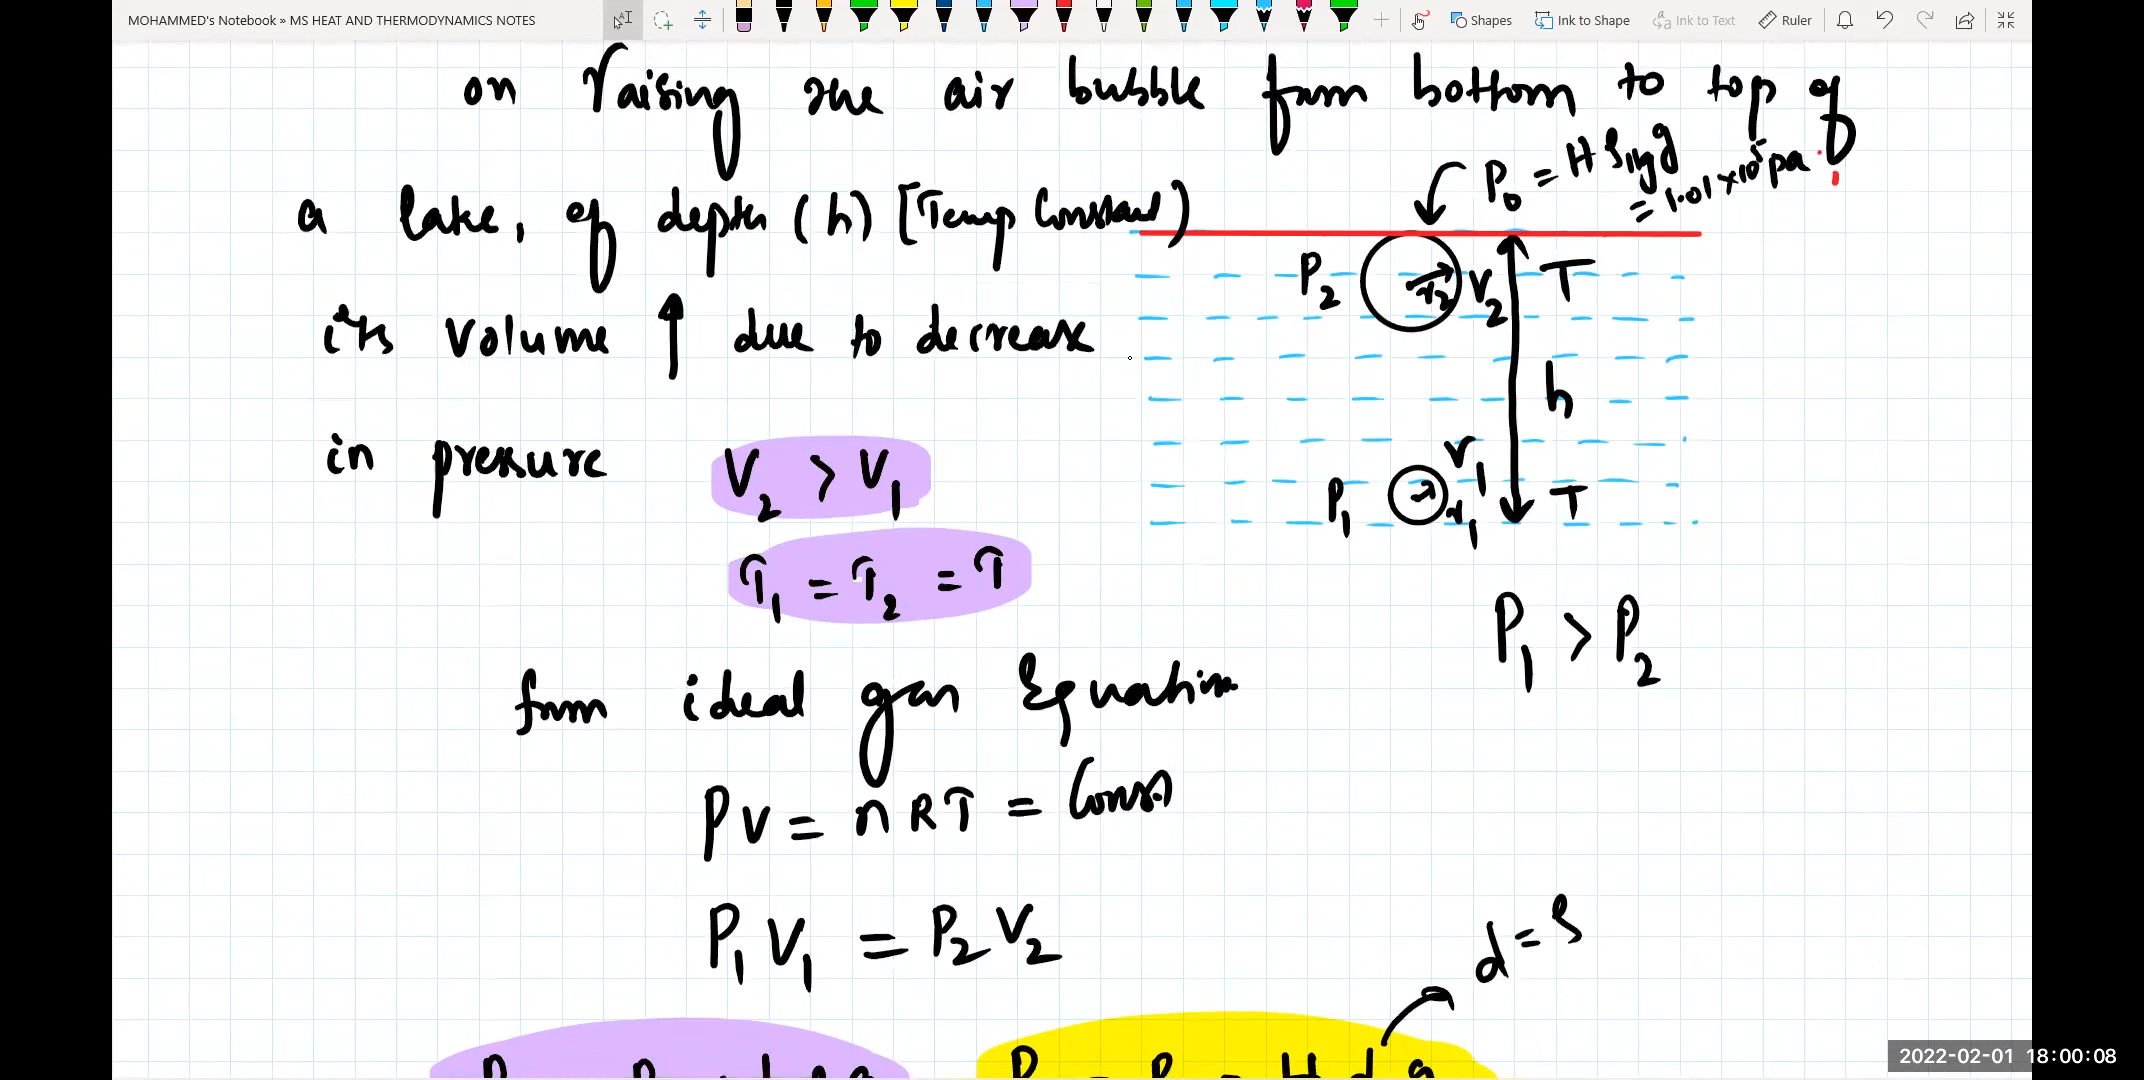 MOHAMMED's Notebook » MS HEAT AND THERMODYNAMICS NOTES
Shapes Ink to Shape Ink to Text Ruler
on raising the air bubble from bottom to top of
a lake, of depth (h) [Temp Constant)
its volume ↑ due to decrease
in pressure V₂ > V₁
T₁ = T₂ = T
P₀ = H ρHg g
= 1.01 × 10⁵ pa
P₂ r₂ V₂ T
h
P₁ r₁ V₁ T
P₁ > P₂
from ideal gas Equation
PV = nRT = Const
P₁V₁ = P₂V₂
d = ρ
2022-02-01 18:00:08